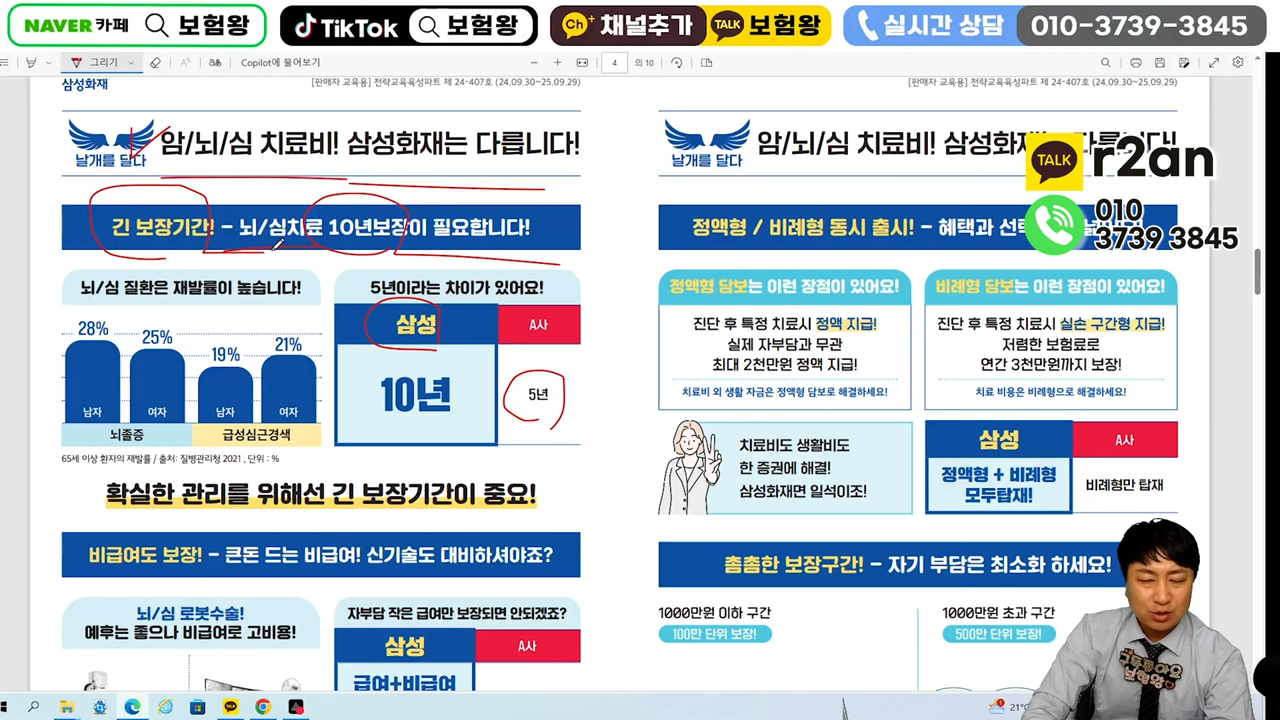 NAVER 카페 보험왕
TikTok 보험왕
Ch+ 채널추가 TALK 보험왕
실시간 상담 010-3739-3845
그리기
Copilot에 물어보기
4 의 10
삼성화재
[판매자 교육용] 전략교육육성파트 제 24-407호 (24.09.30~25.09.29)
날개를 달다
암/뇌/심 치료비! 삼성화재는 다릅니다!
긴 보장기간! – 뇌/심치료 10년보장이 필요합니다!
뇌/심 질환은 재발률이 높습니다!
28%
25%
19%
21%
남자
여자
남자
여자
뇌졸증
급성심근경색
65세 이상 환자의 재발률 / 출처: 질병관리청 2021 , 단위 : %
5년이라는 차이가 있어요!
삼성
A사
10년
5년
확실한 관리를 위해선 긴 보장기간이 중요!
비급여도 보장! – 큰돈 드는 비급여! 신기술도 대비하셔야죠?
뇌/심 로봇수술!
예후는 좋으나 비급여로 고비용!
자부담 작은 급여만 보장되면 안되겠죠?
삼성
A사
급여+비급여
[판매자 교육용] 전략교육육성파트 제 24-407호 (24.09.30~25.09.29)
날개를 달다
암/뇌/심 치료비! 삼성화재는 다릅니다!
TALK r2an
010
3739 3845
정액형 / 비례형 동시 출시! – 혜택과 선택
정액형 담보는 이런 장점이 있어요!
진단 후 특정 치료시 정액 지급!
실제 자부담과 무관
최대 2천만원 정액 지급!
치료비 외 생활 자금은 정액형 담보로 해결하세요!
비례형 담보는 이런 장점이 있어요!
진단 후 특정 치료시 실손 구간형 지급!
저렴한 보험료로
연간 3천만원까지 보장!
치료 비용은 비례형으로 해결하세요!
치료비도 생활비도
한 증권에 해결!
삼성화재면 일석이조!
삼성
A사
정액형 + 비례형
모두탑재!
비례형만 탑재
촘촘한 보장구간! – 자기 부담은 최소화 하세요!
1000만원 이하 구간
100만 단위 보장!
1000만원 초과 구간
500만 단위 보장!
보험왕
21°